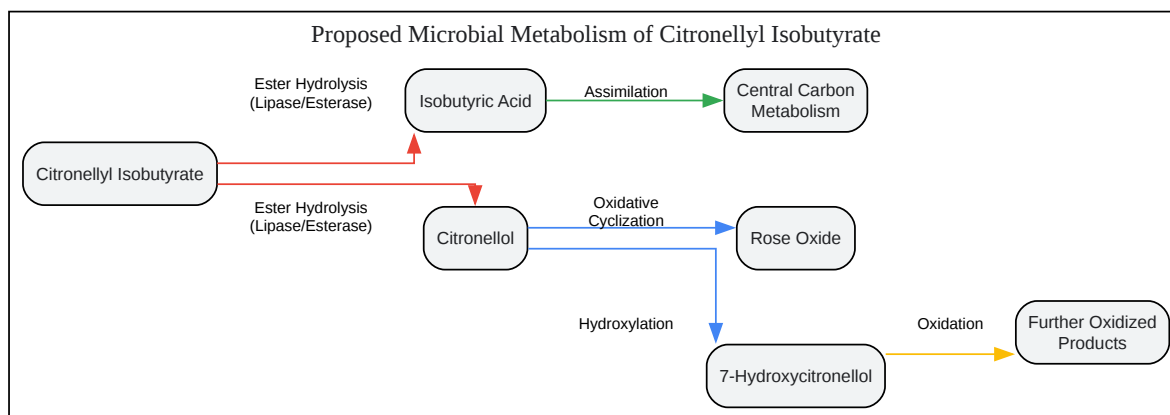 Proposed Microbial Metabolism of Citronellyl Isobutyrate
Ester Hydrolysis
(Lipase/Esterase)
Isobutyric Acid
Assimilation
Central Carbon
Metabolism
Citronellyl Isobutyrate
Ester Hydrolysis
(Lipase/Esterase)
Citronellol
Oxidative
Cyclization
Rose Oxide
Hydroxylation
7-Hydroxycitronellol
Oxidation
Further Oxidized
Products